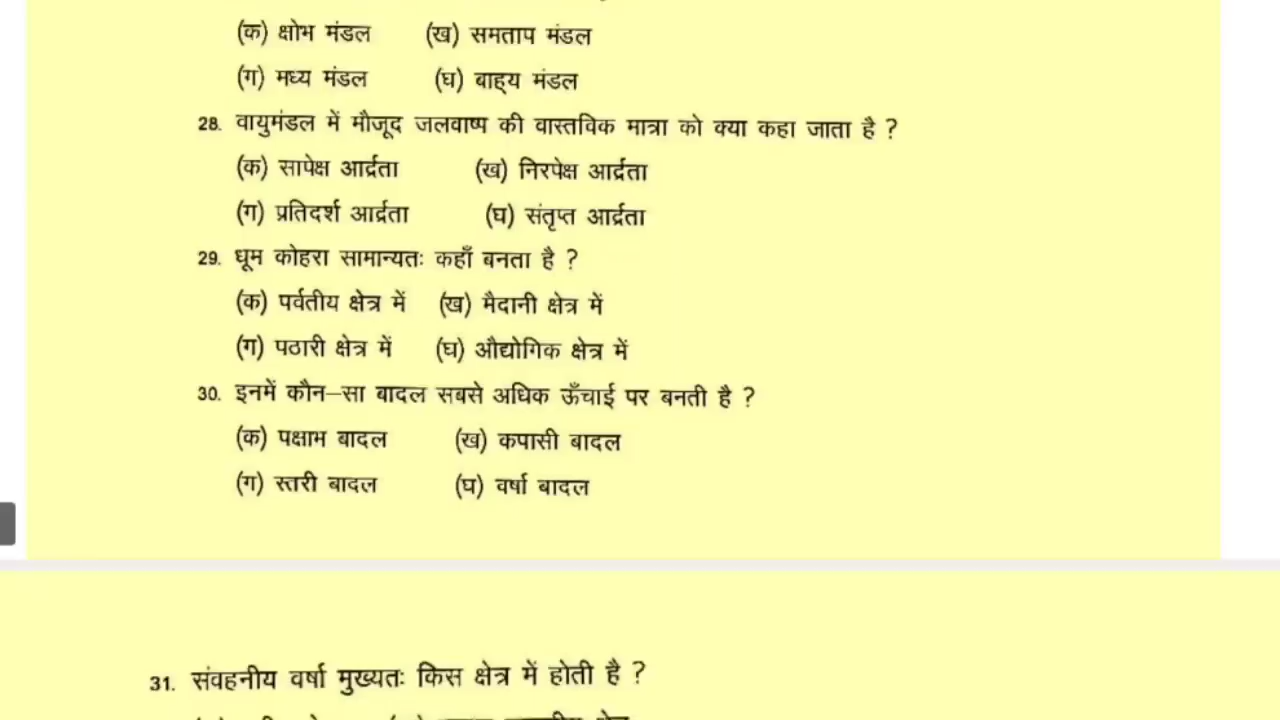 (क) क्षोभ मंडल (ख) समताप मंडल
(ग) मध्य मंडल (घ) बाह्य मंडल
28. वायुमंडल में मौजूद जलवाष्प की वास्तविक मात्रा को क्या कहा जाता है ?
(क) सापेक्ष आर्द्रता (ख) निरपेक्ष आर्द्रता
(ग) प्रतिदर्श आर्द्रता (घ) संतृप्त आर्द्रता
29. धूम कोहरा सामान्यतः कहाँ बनता है ?
(क) पर्वतीय क्षेत्र में (ख) मैदानी क्षेत्र में
(ग) पठारी क्षेत्र में (घ) औद्योगिक क्षेत्र में
30. इनमें कौन–सा बादल सबसे अधिक ऊँचाई पर बनती है ?
(क) पक्षाभ बादल (ख) कपासी बादल
(ग) स्तरी बादल (घ) वर्षा बादल
31. संवहनीय वर्षा मुख्यतः किस क्षेत्र में होती है ?